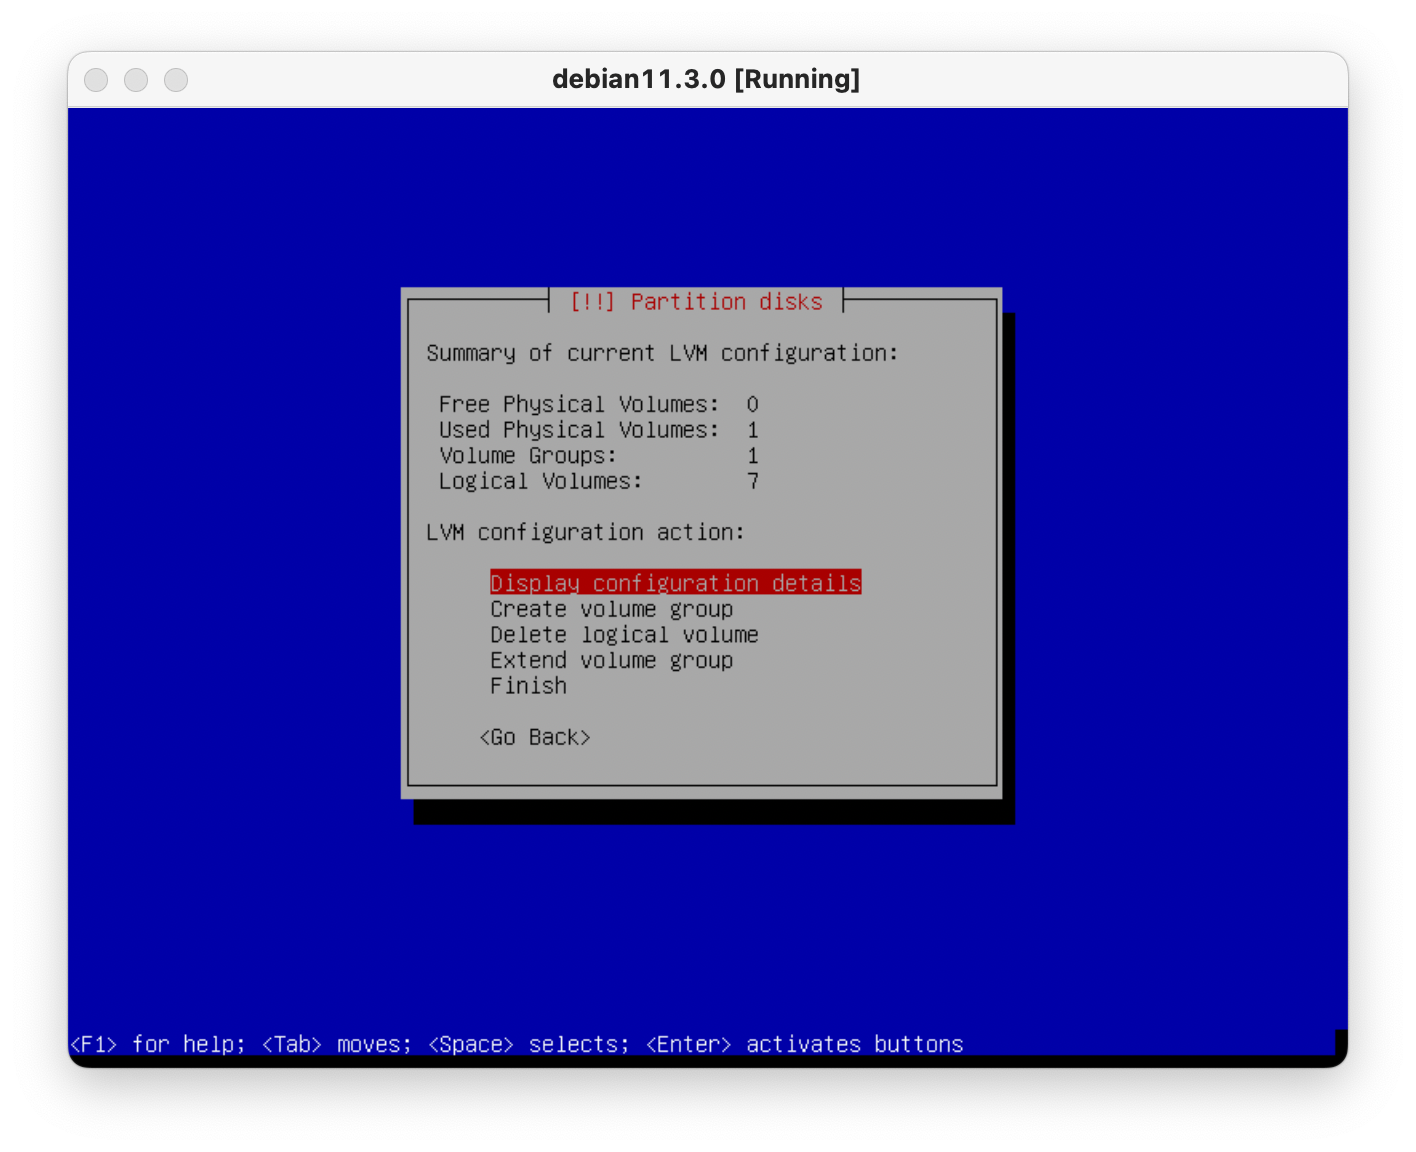 debian11.3.0 [Running]
[!!] Partition disks
Summary of current LVM configuration:
Free Physical Volumes: 0
Used Physical Volumes: 1
Volume Groups: 1
Logical Volumes: 7
LVM configuration action:
Display configuration details
Create volume group
Delete logical volume
Extend volume group
Finish
<Go Back>
<F1> for help; <Tab> moves; <Space> selects; <Enter> activates buttons